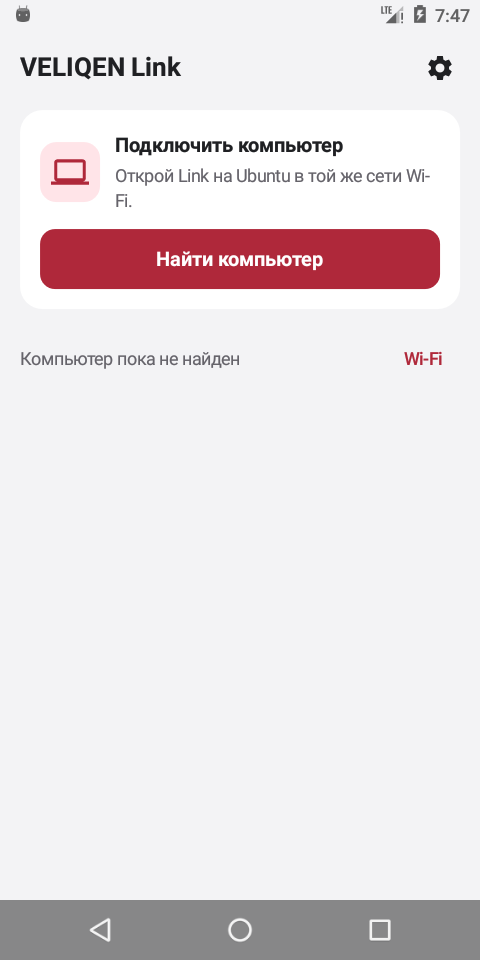 LTE
7:47
VELIQEN Link
Подключить компьютер
Открой Link на Ubuntu в той же сети Wi-
Fi.
Найти компьютер
Компьютер пока не найден
Wi-Fi